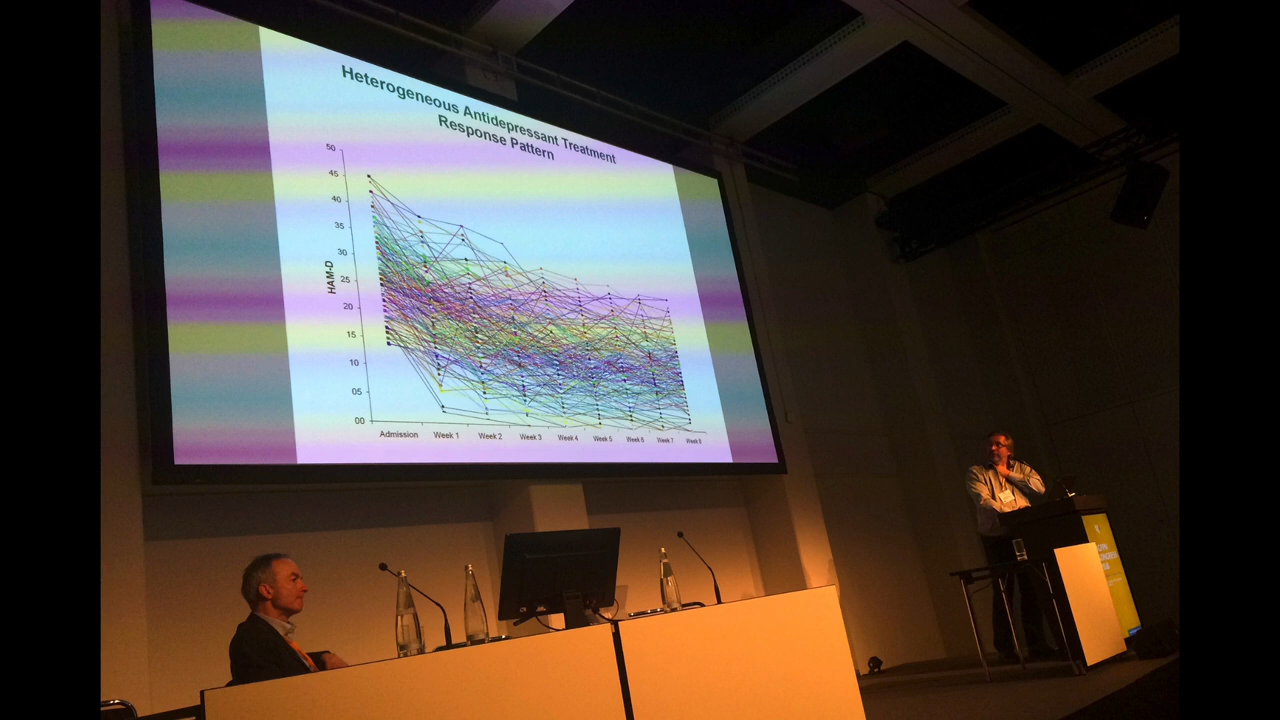 Heterogeneous Antidepressant Treatment
Response Pattern
50
45
40
35
30
25
20
15
10
05
00
HAM-D
Admission Week 1 Week 2 Week 3 Week 4 Week 5 Week 6 Week 7 Week 8